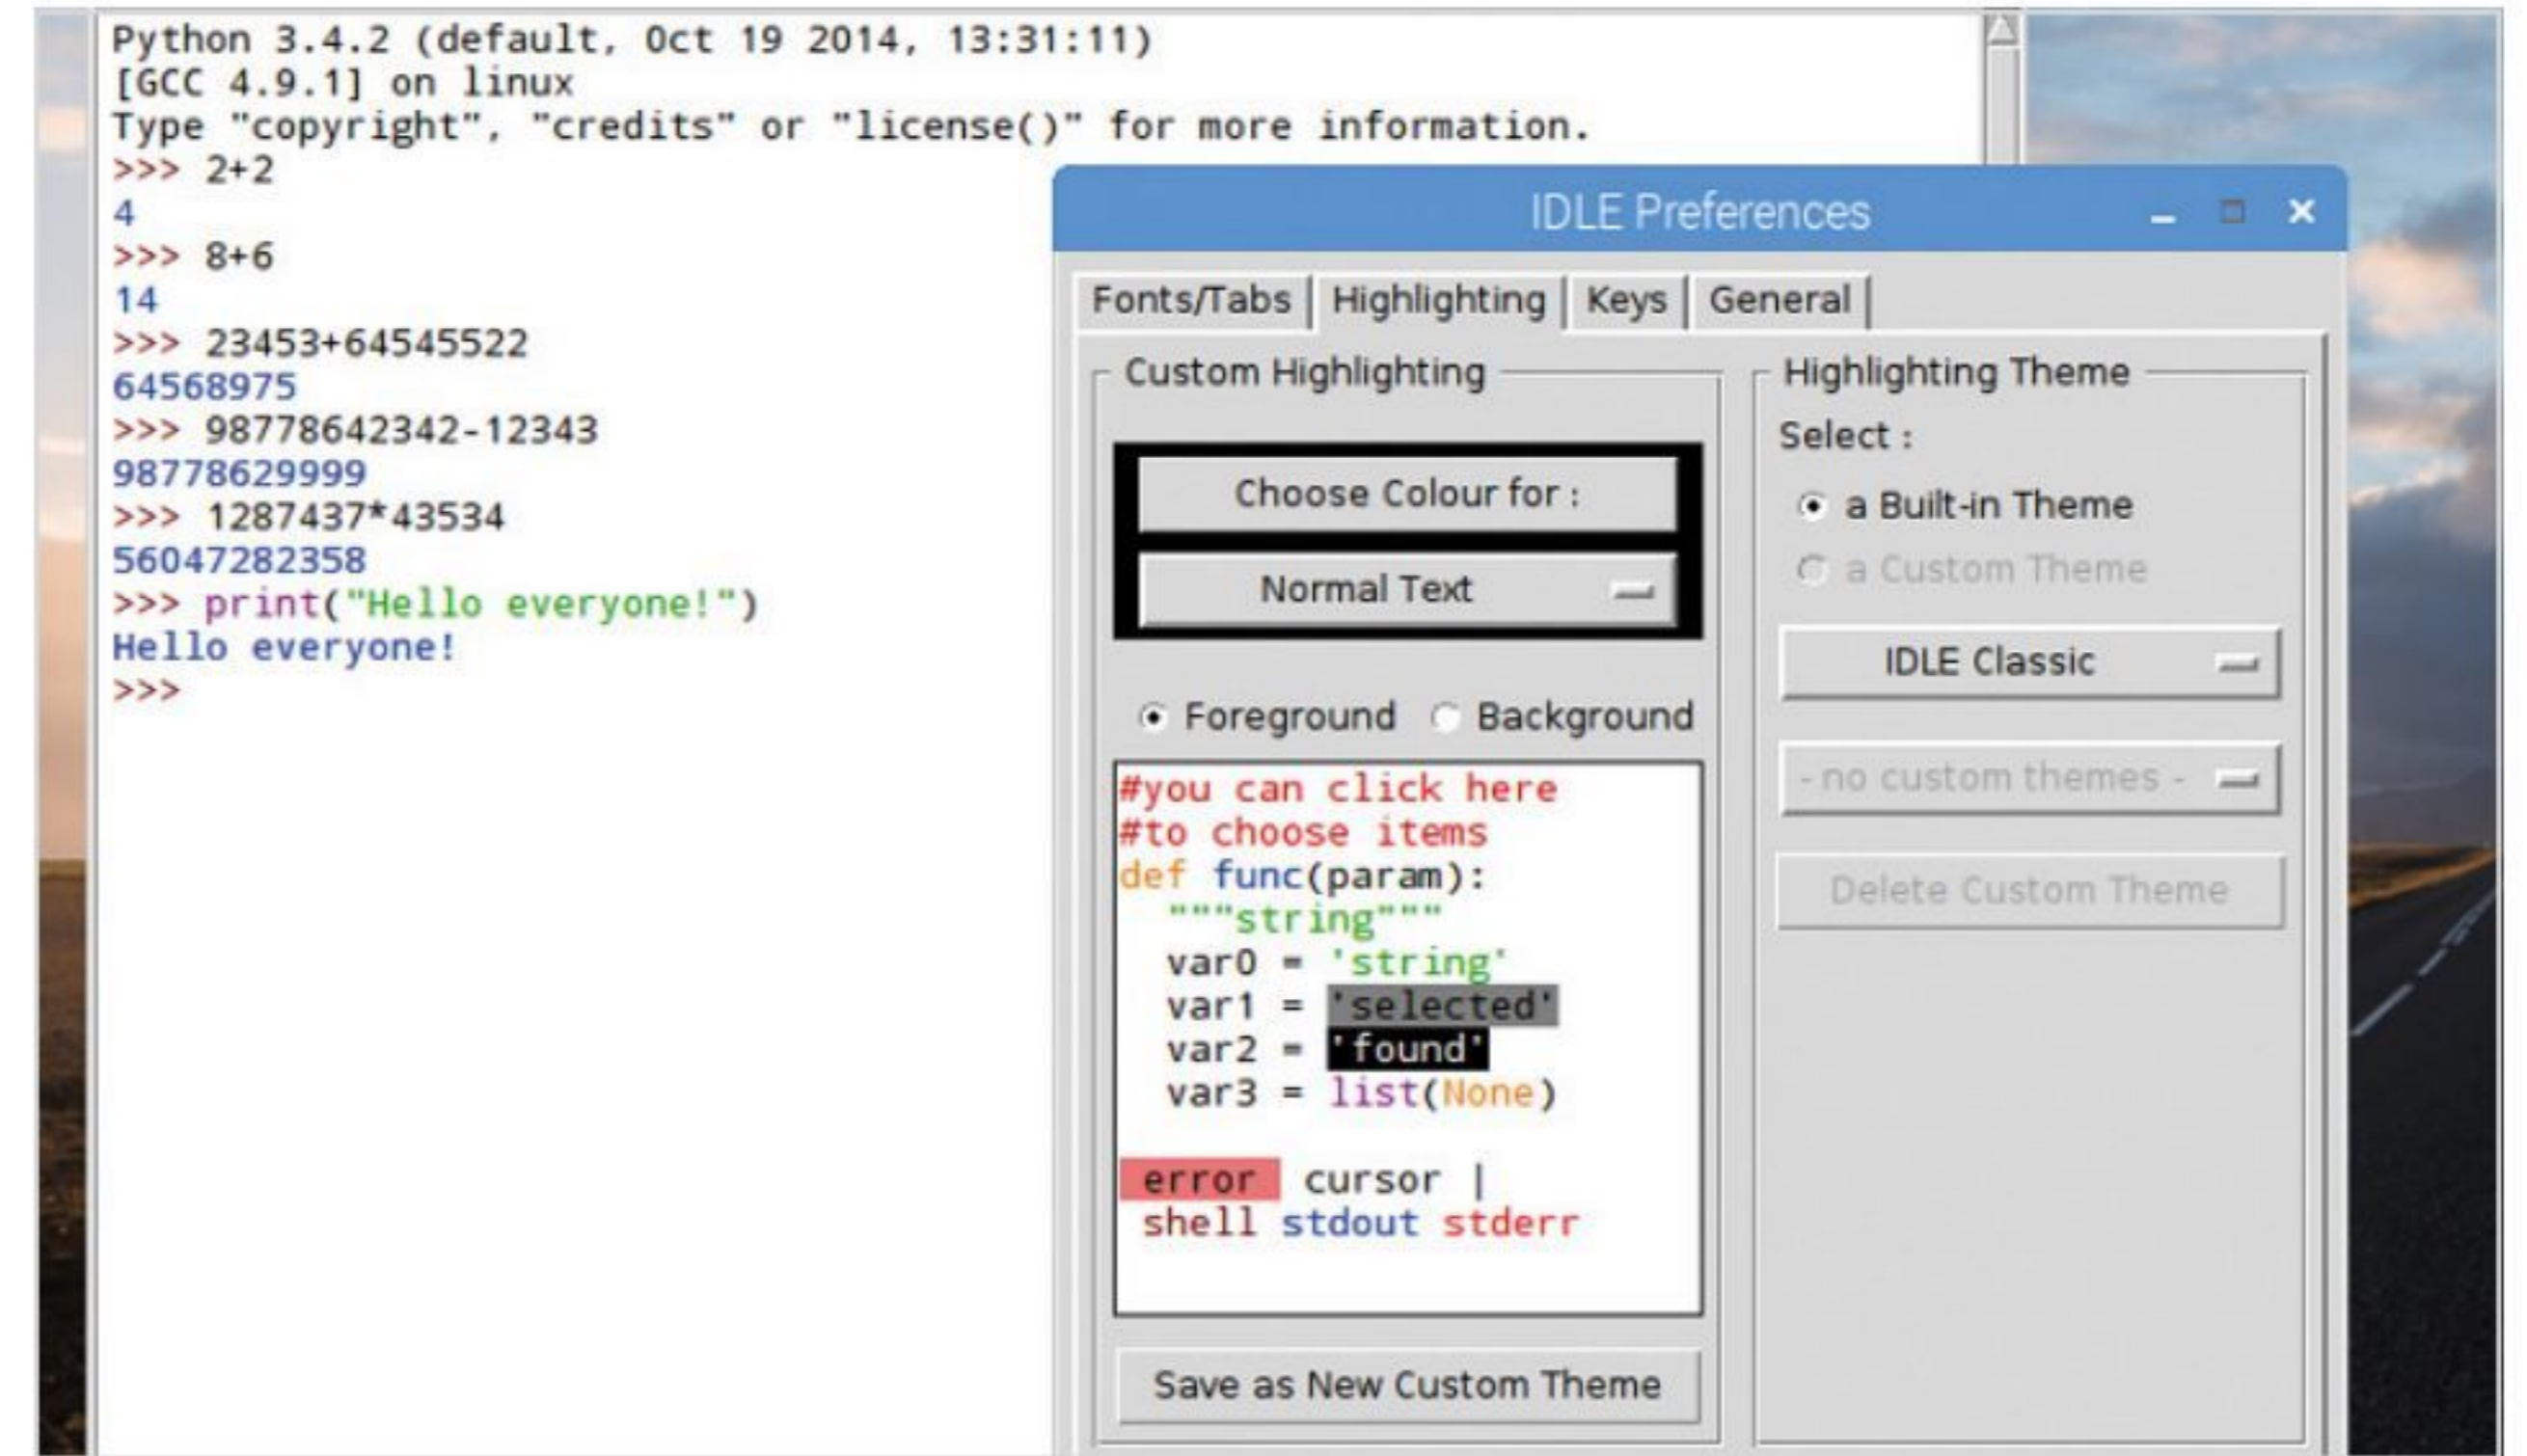 Python 3.4.2 (default, Oct 19 2014, 13:31:11)
[GCC 4.9.1] on linux
Type "copyright", "credits" or "license()" for more information.
>>> 2+2
4
>>> 8+6
14
>>> 23453+64545522
64568975
>>> 98778642342-12343
98778629999
>>> 1287437*43534
56047282358
>>> print("Hello everyone!")
Hello everyone!
>>>
IDLE Preferences
Fonts/Tabs Highlighting Keys General
Custom Highlighting
Choose Colour for :
Normal Text
Foreground Background
#you can click here
#to choose items
def func(param):
  """string"""
  var0 = 'string'
  var1 = 'selected'
  var2 = 'found'
  var3 = list(None)
error cursor |
shell stdout stderr
Save as New Custom Theme
Highlighting Theme
Select :
a Built-in Theme
a Custom Theme
IDLE Classic
- no custom themes -
Delete Custom Theme